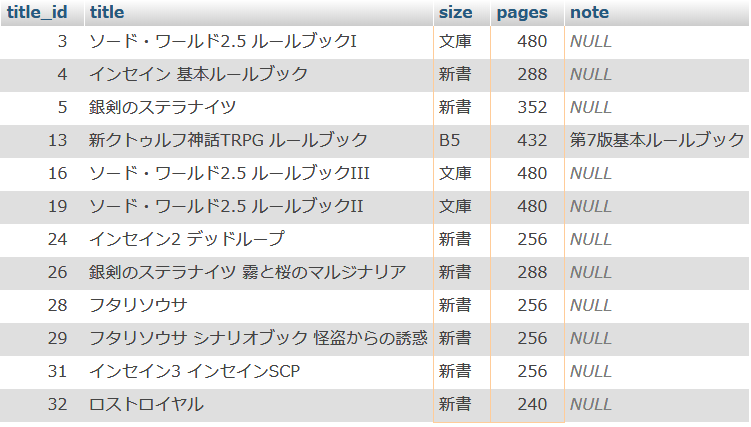 title_id title size pages note
3 ソード・ワールド2.5 ルールブックI 文庫 480 NULL
4 インセイン 基本ルールブック 新書 288 NULL
5 銀剣のステラナイツ 新書 352 NULL
13 新クトゥルフ神話TRPG ルールブック B5 432 第7版基本ルールブック
16 ソード・ワールド2.5 ルールブックIII 文庫 480 NULL
19 ソード・ワールド2.5 ルールブックII 文庫 480 NULL
24 インセイン2 デッドループ 新書 256 NULL
26 銀剣のステラナイツ 霧と桜のマルジナリア 新書 288 NULL
28 フタリソウサ 新書 256 NULL
29 フタリソウサ シナリオブック 怪盗からの誘惑 新書 256 NULL
31 インセイン3 インセインSCP 新書 256 NULL
32 ロストロイヤル 新書 240 NULL